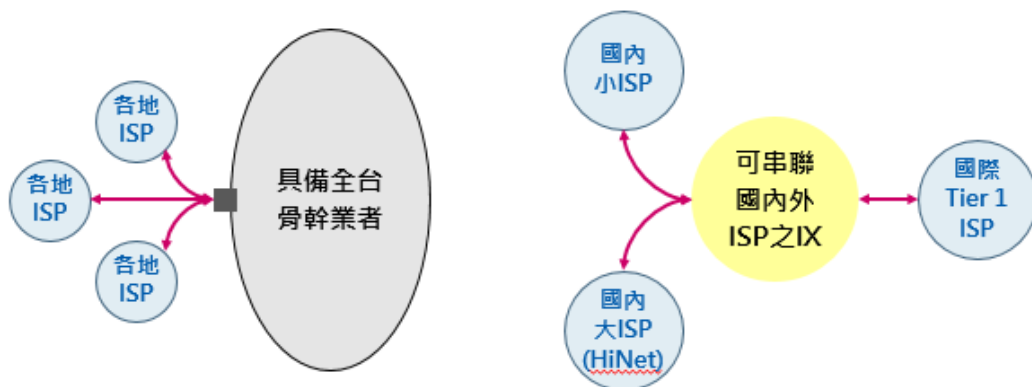 各地
ISP
各地
ISP
各地
ISP
具備全台
骨幹業者
國內
小ISP
可串聯
國內外
ISP之IX
國際
Tier 1
ISP
國內
大ISP
(HiNet)